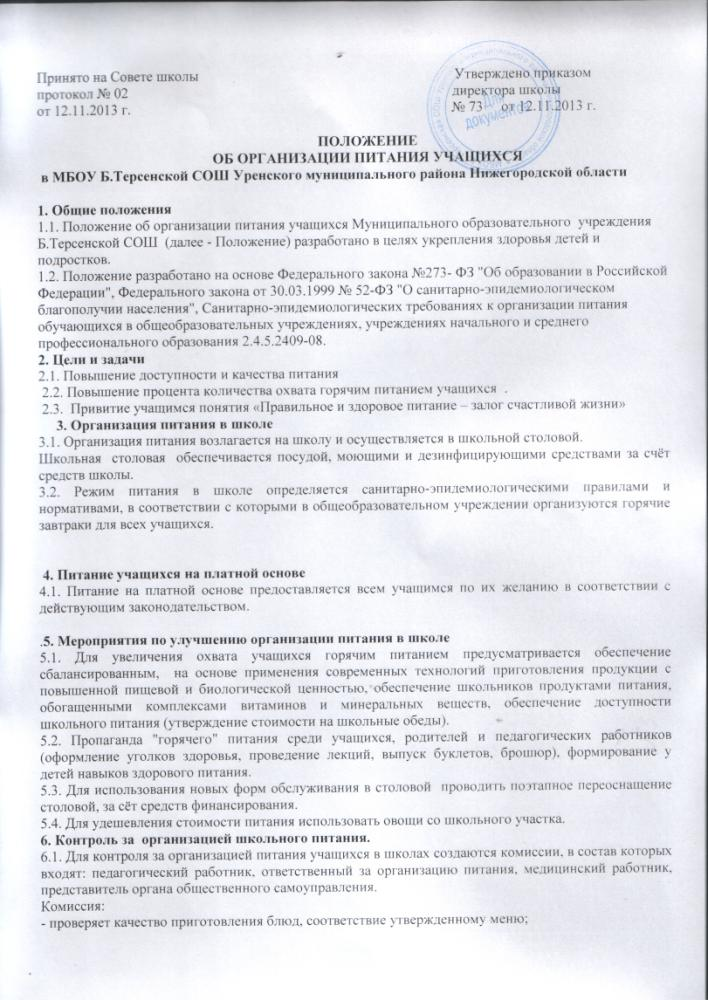 Принято на Совете школы
Утверждено приказом
протокол № 02
директора школы
от 12.11.2013 г.
№ 73 от 12.11.2013 г.
Для
документов
ПОЛОЖЕНИЕ
ОБ ОРГАНИЗАЦИИ ПИТАНИЯ УЧАЩИХСЯ
в МБОУ Б.Терсенской СОШ Уренского муниципального района Нижегородской области
1. Общие положения
1.1. Положение об организации питания учащихся Муниципального образовательного учреждения
Б.Терсенской СОШ (далее - Положение) разработано в целях укрепления здоровья детей и
подростков.
1.2. Положение разработано на основе Федерального закона №273- ФЗ "Об образовании в Российской
Федерации", Федерального закона от 30.03.1999 № 52-ФЗ "О санитарно-эпидемиологическом
благополучии населения", Санитарно-эпидемиологических требованиях к организации питания
обучающихся в общеобразовательных учреждениях, учреждениях начального и среднего
профессионального образования 2.4.5.2409-08.
2. Цели и задачи
2.1. Повышение доступности и качества питания
2.2. Повышение процента количества охвата горячим питанием учащихся .
2.3. Привитие учащимся понятия «Правильное и здоровое питание – залог счастливой жизни»
3. Организация питания в школе
3.1. Организация питания возлагается на школу и осуществляется в школьной столовой.
Школьная столовая обеспечивается посудой, моющими и дезинфицирующими средствами за счёт
средств школы.
3.2. Режим питания в школе определяется санитарно-эпидемиологическими правилами и
нормативами, в соответствии с которыми в общеобразовательном учреждении организуются горячие
завтраки для всех учащихся.
4. Питание учащихся на платной основе
4.1. Питание на платной основе предоставляется всем учащимся по их желанию в соответствии с
действующим законодательством.
.5. Мероприятия по улучшению организации питания в школе
5.1. Для увеличения охвата учащихся горячим питанием предусматривается обеспечение
сбалансированным, на основе применения современных технологий приготовления продукции с
повышенной пищевой и биологической ценностью, обеспечение школьников продуктами питания,
обогащенными комплексами витаминов и минеральных веществ, обеспечение доступности
школьного питания (утверждение стоимости на школьные обеды).
5.2. Пропаганда "горячего" питания среди учащихся, родителей и педагогических работников
(оформление уголков здоровья, проведение лекций, выпуск буклетов, брошюр), формирование у
детей навыков здорового питания.
5.3. Для использования новых форм обслуживания в столовой проводить поэтапное переоснащение
столовой, за сёт средств финансирования.
5.4. Для удешевления стоимости питания использовать овощи со школьного участка.
6. Контроль за организацией школьного питания.
6.1. Для контроля за организацией питания учащихся в школах создаются комиссии, в состав которых
входят: педагогический работник, ответственный за организацию питания, медицинский работник,
представитель органа общественного самоуправления.
Комиссия:
- проверяет качество приготовления блюд, соответствие утвержденному меню;